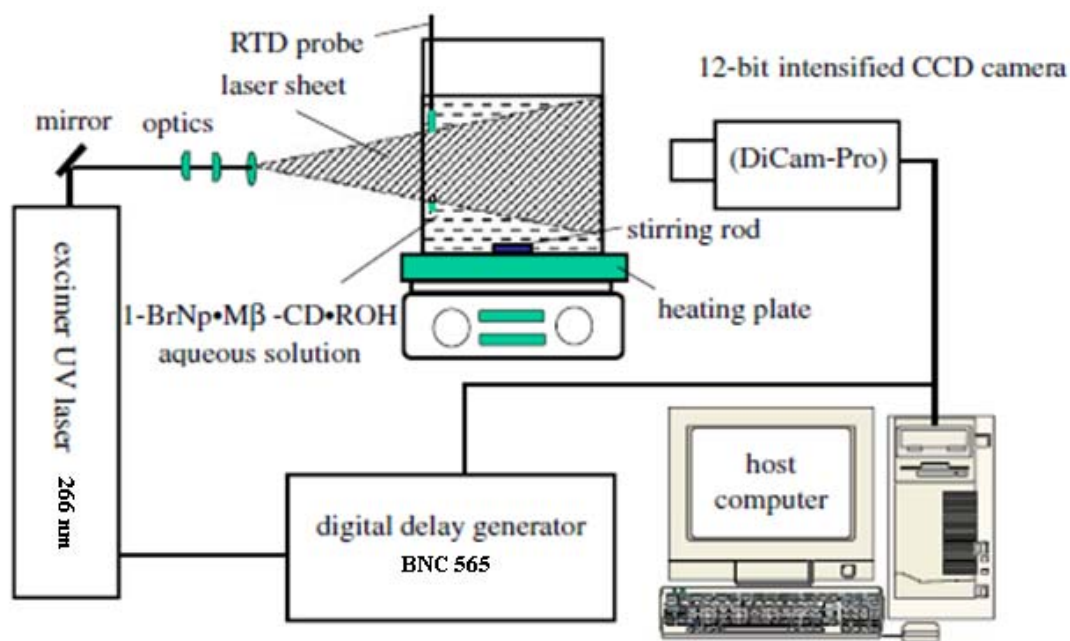 RTD probe
laser sheet
12-bit intensified CCD camera
mirror
optics
(DiCam-Pro)
stirring rod
heating plate
1-BrNp•Mβ -CD•ROH
aqueous solution
excimer UV laser
266 nm
digital delay generator
BNC 565
host
computer